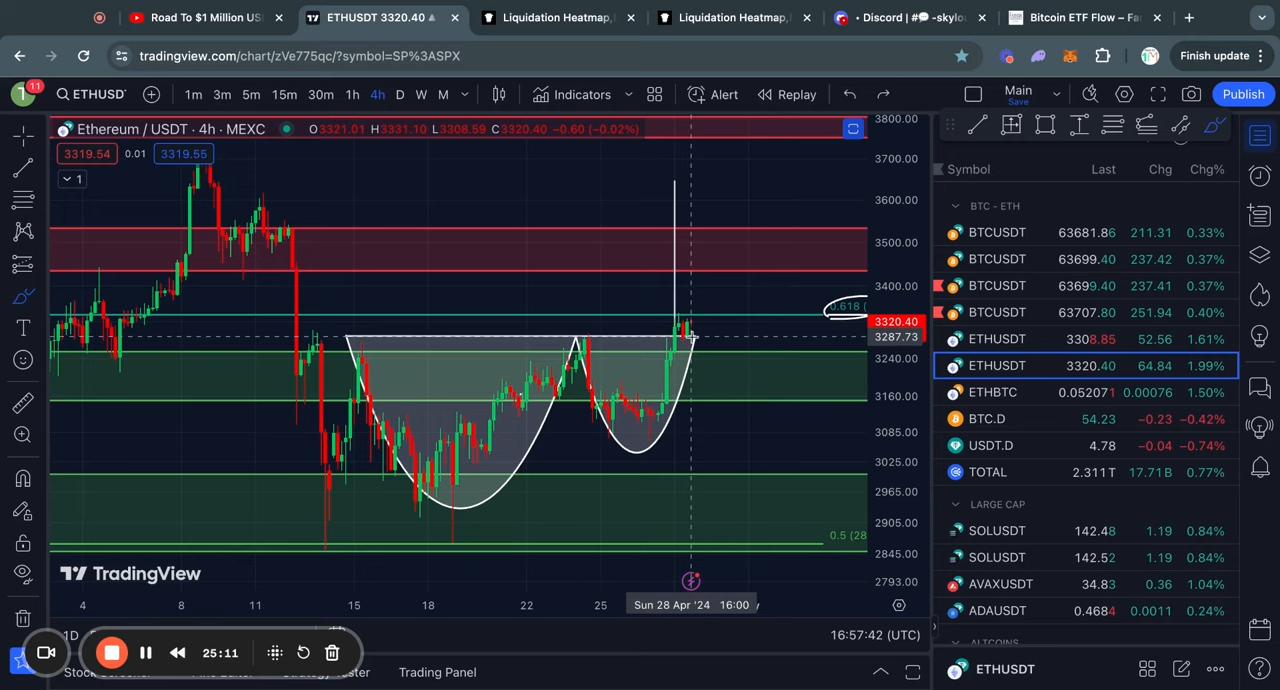 Road To $1 Million US
ETHUSDT 3320.40
Liquidation Heatmap,
Liquidation Heatmap,
• Discord | #💬-skylo
Bitcoin ETF Flow – Fa
tradingview.com/chart/zVe775qc/?symbol=SP%3ASPX
Finish update
T 11 ETHUSD 1m 3m 5m 15m 30m 1h 4h D W M Indicators Alert Replay Main Save Publish
Ethereum / USDT · 4h · MEXC O3321.01 H3331.10 L3308.59 C3320.40 −0.60 (−0.02%)
3319.54 0.01 3319.55
1
3800.00
3700.00
3600.00
3500.00
3400.00
0.618 (
3320.40
3287.73
3240.00
3160.00
3085.00
3025.00
2965.00
2905.00
0.5 (28
2845.00
2793.00
TradingView
4 8 11 15 18 22 25 Sun 28 Apr '24 16:00
1D
16:57:42 (UTC)
25:11
Trading Panel
Symbol Last Chg Chg%
BTC - ETH
BTCUSDT 63681.86 211.31 0.33%
BTCUSDT 63699.40 237.42 0.37%
BTCUSDT 63699.40 237.41 0.37%
BTCUSDT 63707.80 251.94 0.40%
ETHUSDT 3308.85 52.56 1.61%
ETHUSDT 3320.40 64.84 1.99%
ETHBTC 0.052071 0.00076 1.50%
BTC.D 54.23 −0.23 −0.42%
USDT.D 4.78 −0.04 −0.74%
TOTAL 2.311T 17.71B 0.77%
LARGE CAP
SOLUSDT 142.48 1.19 0.84%
SOLUSDT 142.52 1.19 0.84%
AVAXUSDT 34.83 0.36 1.04%
ADAUSDT 0.4684 0.0011 0.24%
ALTCOINS
ETHUSDT